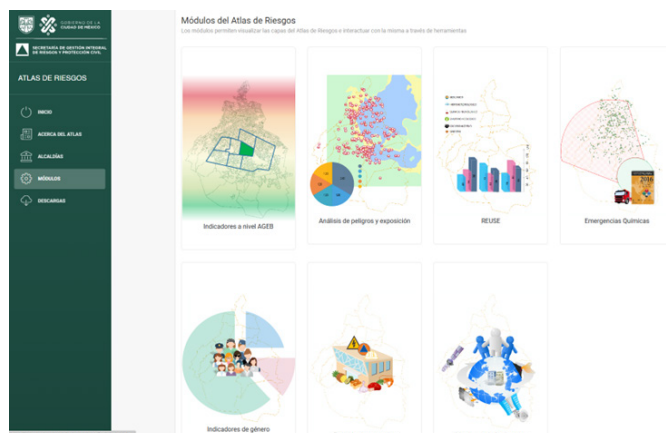 GOBIERNO DE LA
CIUDAD DE MÉXICO
SECRETARÍA DE GESTIÓN INTEGRAL
DE RIESGOS Y PROTECCIÓN CIVIL
ATLAS DE RIESGOS
INICIO
ACERCA DEL ATLAS
ALCALDÍAS
MÓDULOS
DESCARGAS
Módulos del Atlas de Riesgos
Los módulos permiten visualizar las capas del Atlas de Riesgos e interactuar con la misma a través de herramientas
Indicadores a nivel AGEB
Análisis de peligros y exposición
REUSE
2016
Emergencias Químicas
Indicadores de género